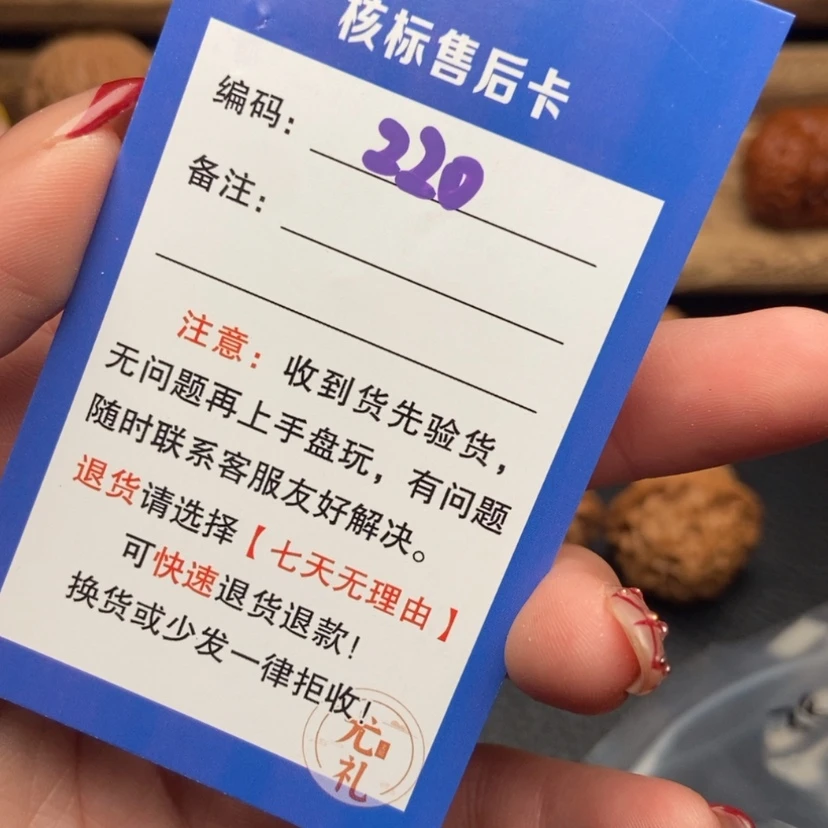 核标售后卡
编码：220
备注：
注意：收到货先验货，
无问题再上手盘玩，有问题
随时联系客服友好解决。
退货请选择【七天无理由】
可快速退货退款！
换货或少发一律拒收！
元
礼